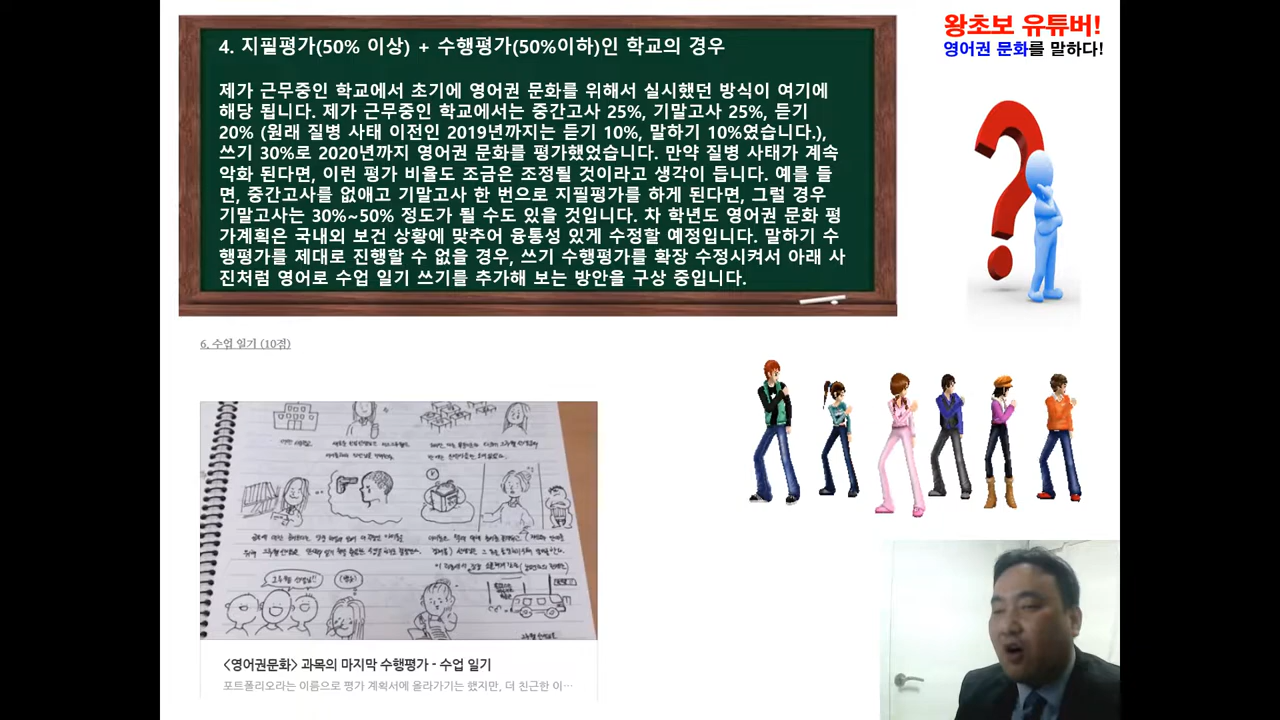 왕초보 유튜버!
영어권 문화를 말하다!
4. 지필평가(50% 이상) + 수행평가(50%이하)인 학교의 경우
제가 근무중인 학교에서 초기에 영어권 문화를 위해서 실시했던 방식이 여기에
해당 됩니다. 제가 근무중인 학교에서는 중간고사 25%, 기말고사 25%, 듣기
20% (원래 질병 사태 이전인 2019년까지는 듣기 10%, 말하기 10%였습니다.),
쓰기 30%로 2020년까지 영어권 문화를 평가했었습니다. 만약 질병 사태가 계속
악화 된다면, 이런 평가 비율도 조금은 조정될 것이라고 생각이 듭니다. 예를 들
면, 중간고사를 없애고 기말고사 한 번으로 지필평가를 하게 된다면, 그럴 경우
기말고사는 30%~50% 정도가 될 수도 있을 것입니다. 차 학년도 영어권 문화 평
가계획은 국내외 보건 상황에 맞추어 융통성 있게 수정할 예정입니다. 말하기 수
행평가를 제대로 진행할 수 없을 경우, 쓰기 수행평가를 확장 수정시켜서 아래 사
진처럼 영어로 수업 일기 쓰기를 추가해 보는 방안을 구상 중입니다.
6. 수업 일기 (10점)
<영어권문화> 과목의 마지막 수행평가 - 수업 일기
포트폴리오라는 이름으로 평가 계획서에 올라가기는 했지만, 더 친근한 이…